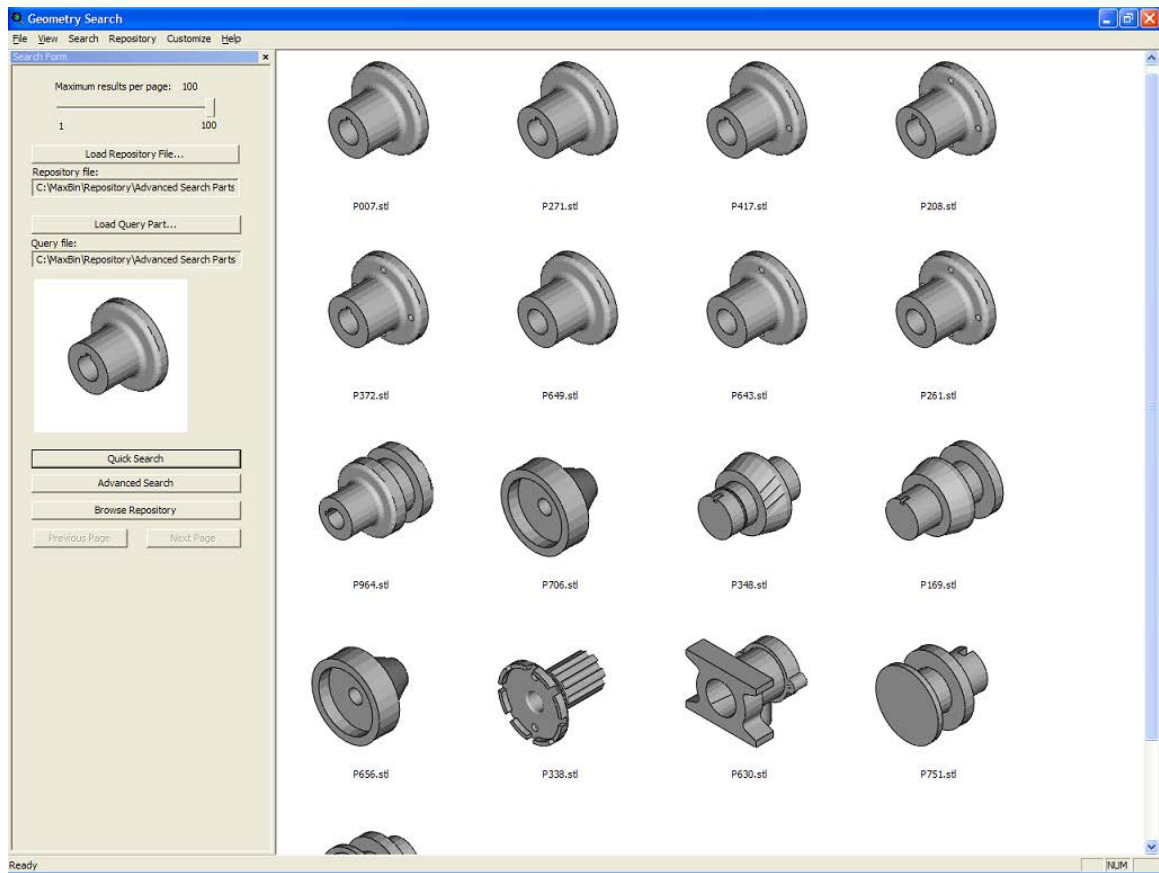 Geometry Search
File View Search Repository Customize Help
Search Form
Maximum results per page: 100
1 100
Load Repository File...
Repository file:
C:\MaxBin\Repository\Advanced Search Parts
Load Query Part...
Query file:
C:\MaxBin\Repository\Advanced Search Parts
Quick Search
Advanced Search
Browse Repository
Previous Page Next Page
P007.stl P271.stl P417.stl P208.stl
P372.stl P649.stl P643.stl P261.stl
P964.stl P706.stl P348.stl P169.stl
P656.stl P338.stl P630.stl P751.stl
Ready NUM